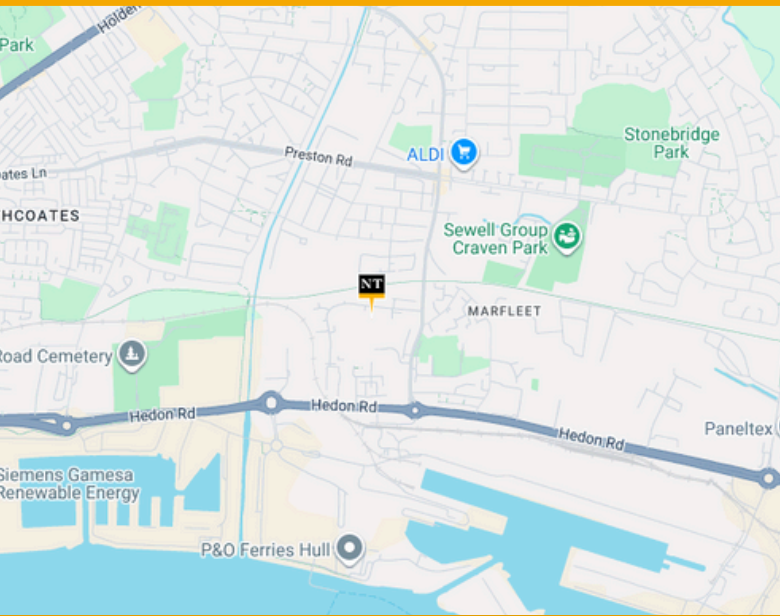 Holde
Park
Preston Rd
ALDI
Stonebridge
Park
oates Ln
HCOATES
Sewell Group
Craven Park
NT
MARFLEET
Road Cemetery
Hedon Rd
Hedon Rd
Hedon Rd
Paneltex
Siemens Gamesa
Renewable Energy
P&O Ferries Hull